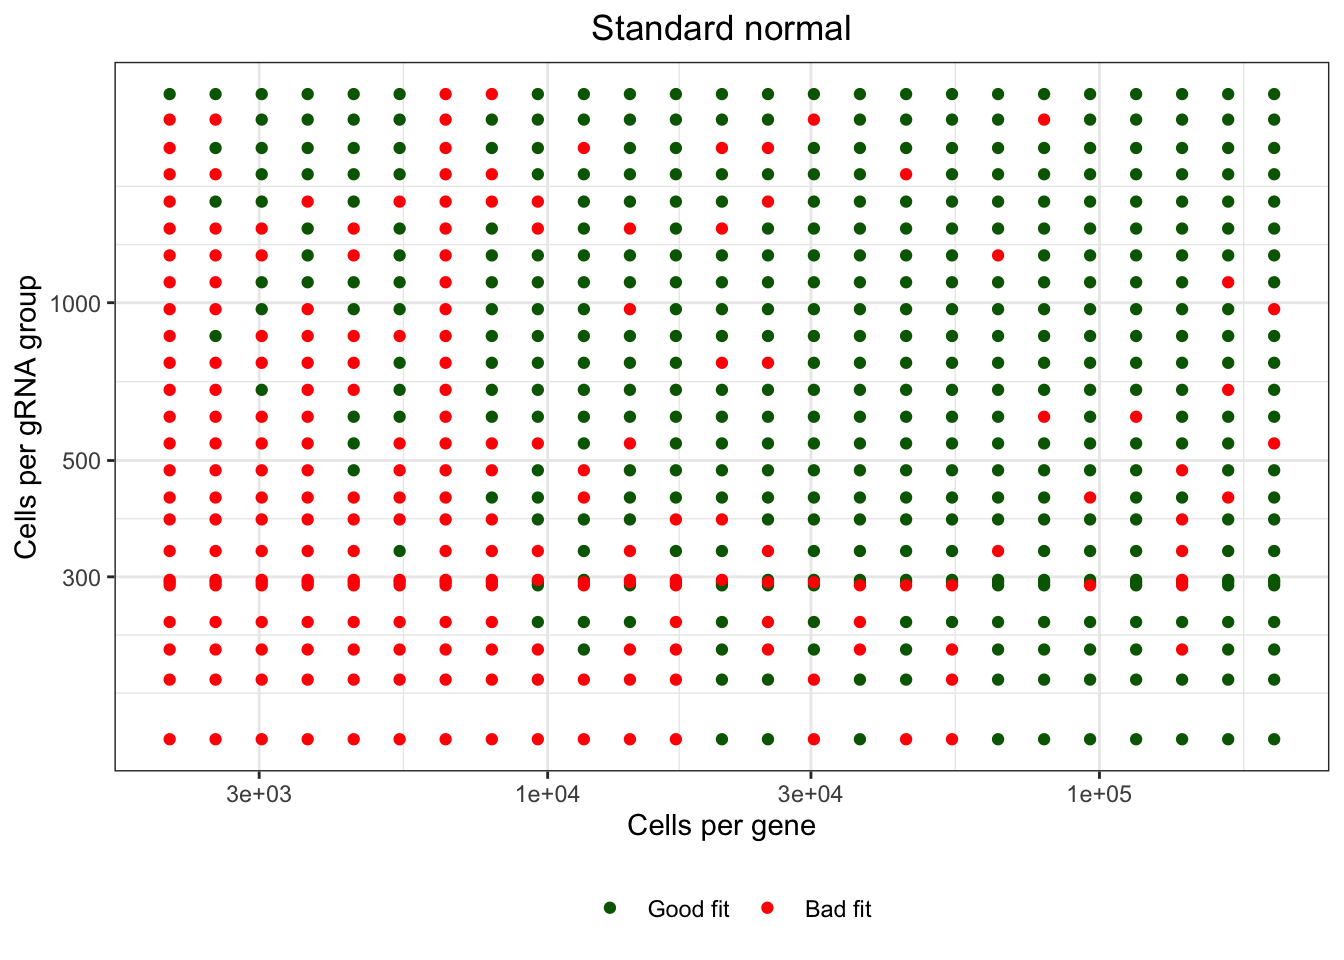 Standard normal
Cells per gRNA group
1000
500
300
3e+03 1e+04 3e+04 1e+05
Cells per gene
Good fit Bad fit